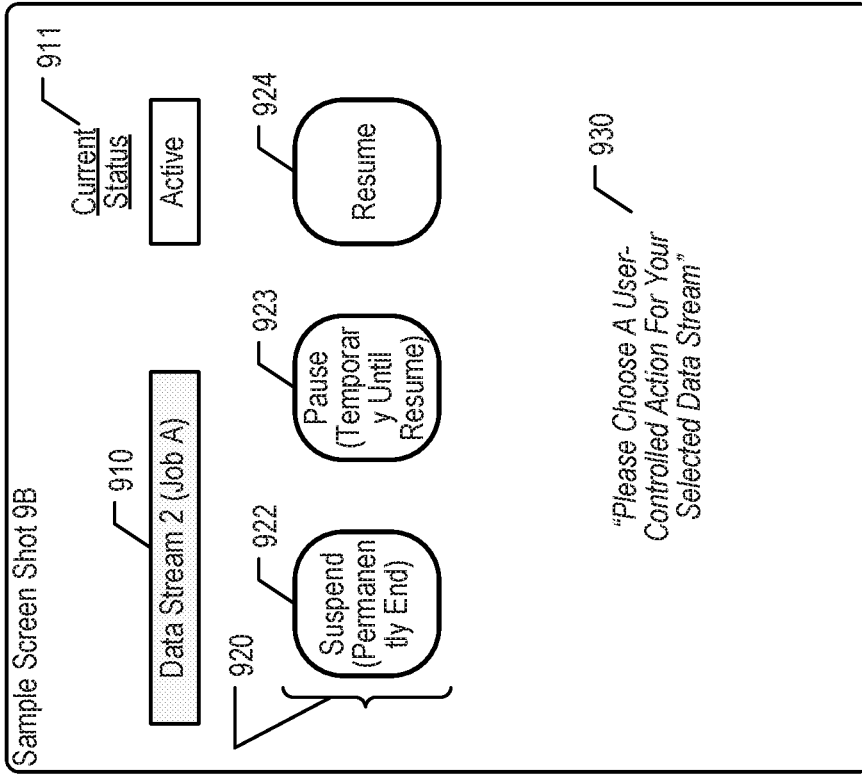 Sample Screen Shot 9B
911
Current
Status
910
Data Stream 2 (Job A)
Active
920
922
923
924
Suspend
(Permanen
tly End)
Pause
(Temporar
y Until
Resume)
Resume
930
"Please Choose A User-
Controlled Action For Your
Selected Data Stream"